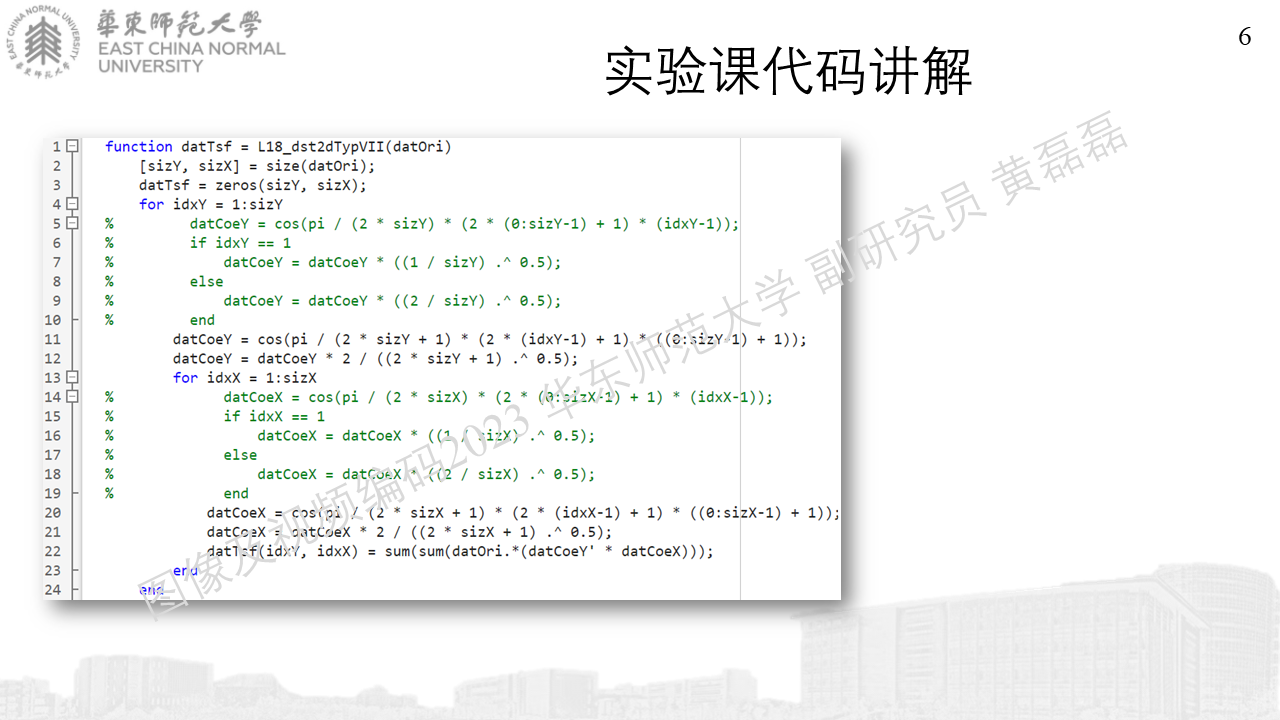 華東師範大學
EAST CHINA NORMAL
UNIVERSITY
6
实验课代码讲解
1 function datTsf = L18_dst2dTypVII(datOri)
2 [sizY, sizX] = size(datOri);
3 datTsf = zeros(sizY, sizX);
4 for idxY = 1:sizY
5 % datCoeY = cos(pi / (2 * sizY) * (2 * (0:sizY-1) + 1) * (idxY-1));
6 % if idxY == 1
7 % datCoeY = datCoeY * ((1 / sizY) .^ 0.5);
8 % else
9 % datCoeY = datCoeY * ((2 / sizY) .^ 0.5);
10 % end
11 datCoeY = cos(pi / (2 * sizY + 1) * (2 * (idxY-1) + 1) * ((0:sizY-1) + 1));
12 datCoeY = datCoeY * 2 / ((2 * sizY + 1) .^ 0.5);
13 for idxX = 1:sizX
14 % datCoeX = cos(pi / (2 * sizX) * (2 * (0:sizX-1) + 1) * (idxX-1));
15 % if idxX == 1
16 % datCoeX = datCoeX * ((1 / sizX) .^ 0.5);
17 % else
18 % datCoeX = datCoeX * ((2 / sizX) .^ 0.5);
19 % end
20 datCoeX = cos(pi / (2 * sizX + 1) * (2 * (idxX-1) + 1) * ((0:sizX-1) + 1));
21 datCoeX = datCoeX * 2 / ((2 * sizX + 1) .^ 0.5);
22 datTsf(idxY, idxX) = sum(sum(datOri.*(datCoeY' * datCoeX)));
23 end
24 end
图像及视频编码2023 华东师范大学 副研究员 黄磊磊
EAST CHINA NORMAL UNIVERSITY
華東師範大學